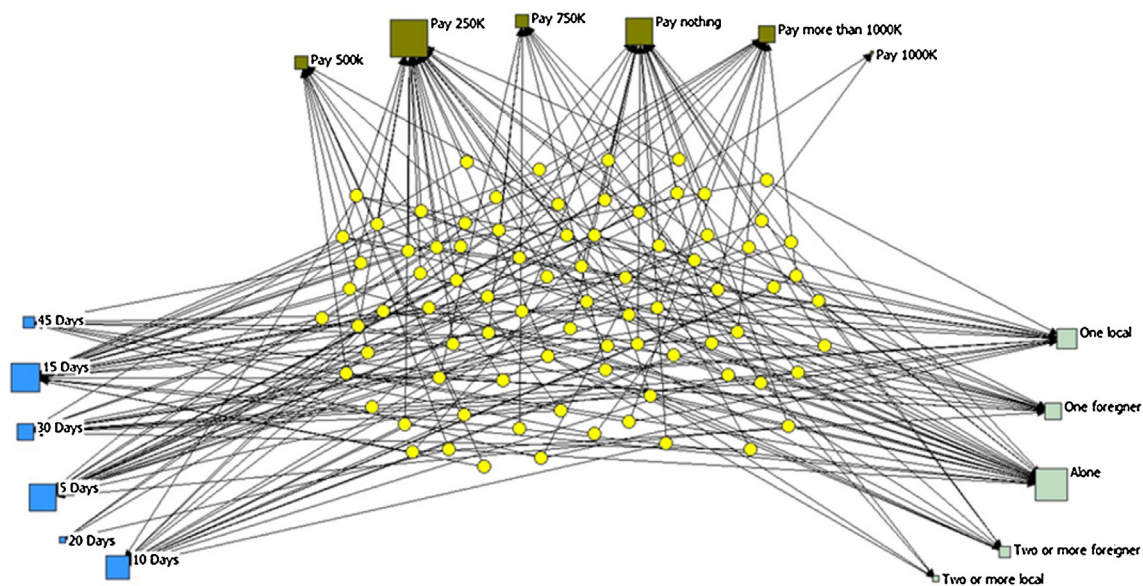 Pay 250K
Pay 750K
Pay nothng
Pay more than 1000K
Pay 500k
Pay 1000K
45 Days
One local
15 Days
One foreigner
30 Days
Alone
5 Days
20 Days
Two or more foreigner
10 Days
Two or more local